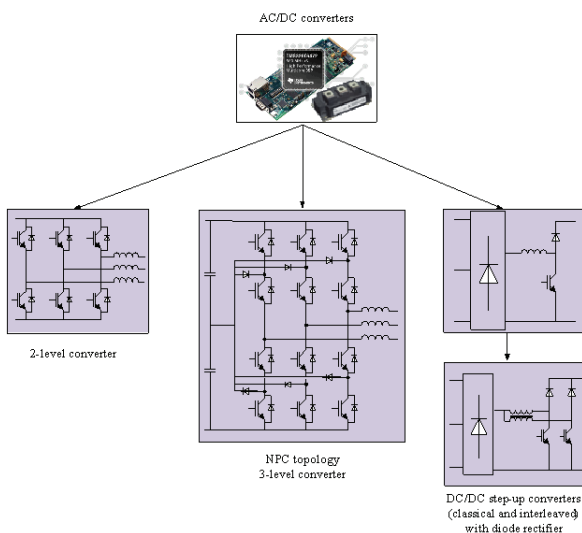 AC/DC converters
2-level converter
NPC topology
3-level converter
DC/DC step-up converters
(classical and interleaved)
with diode rectifier